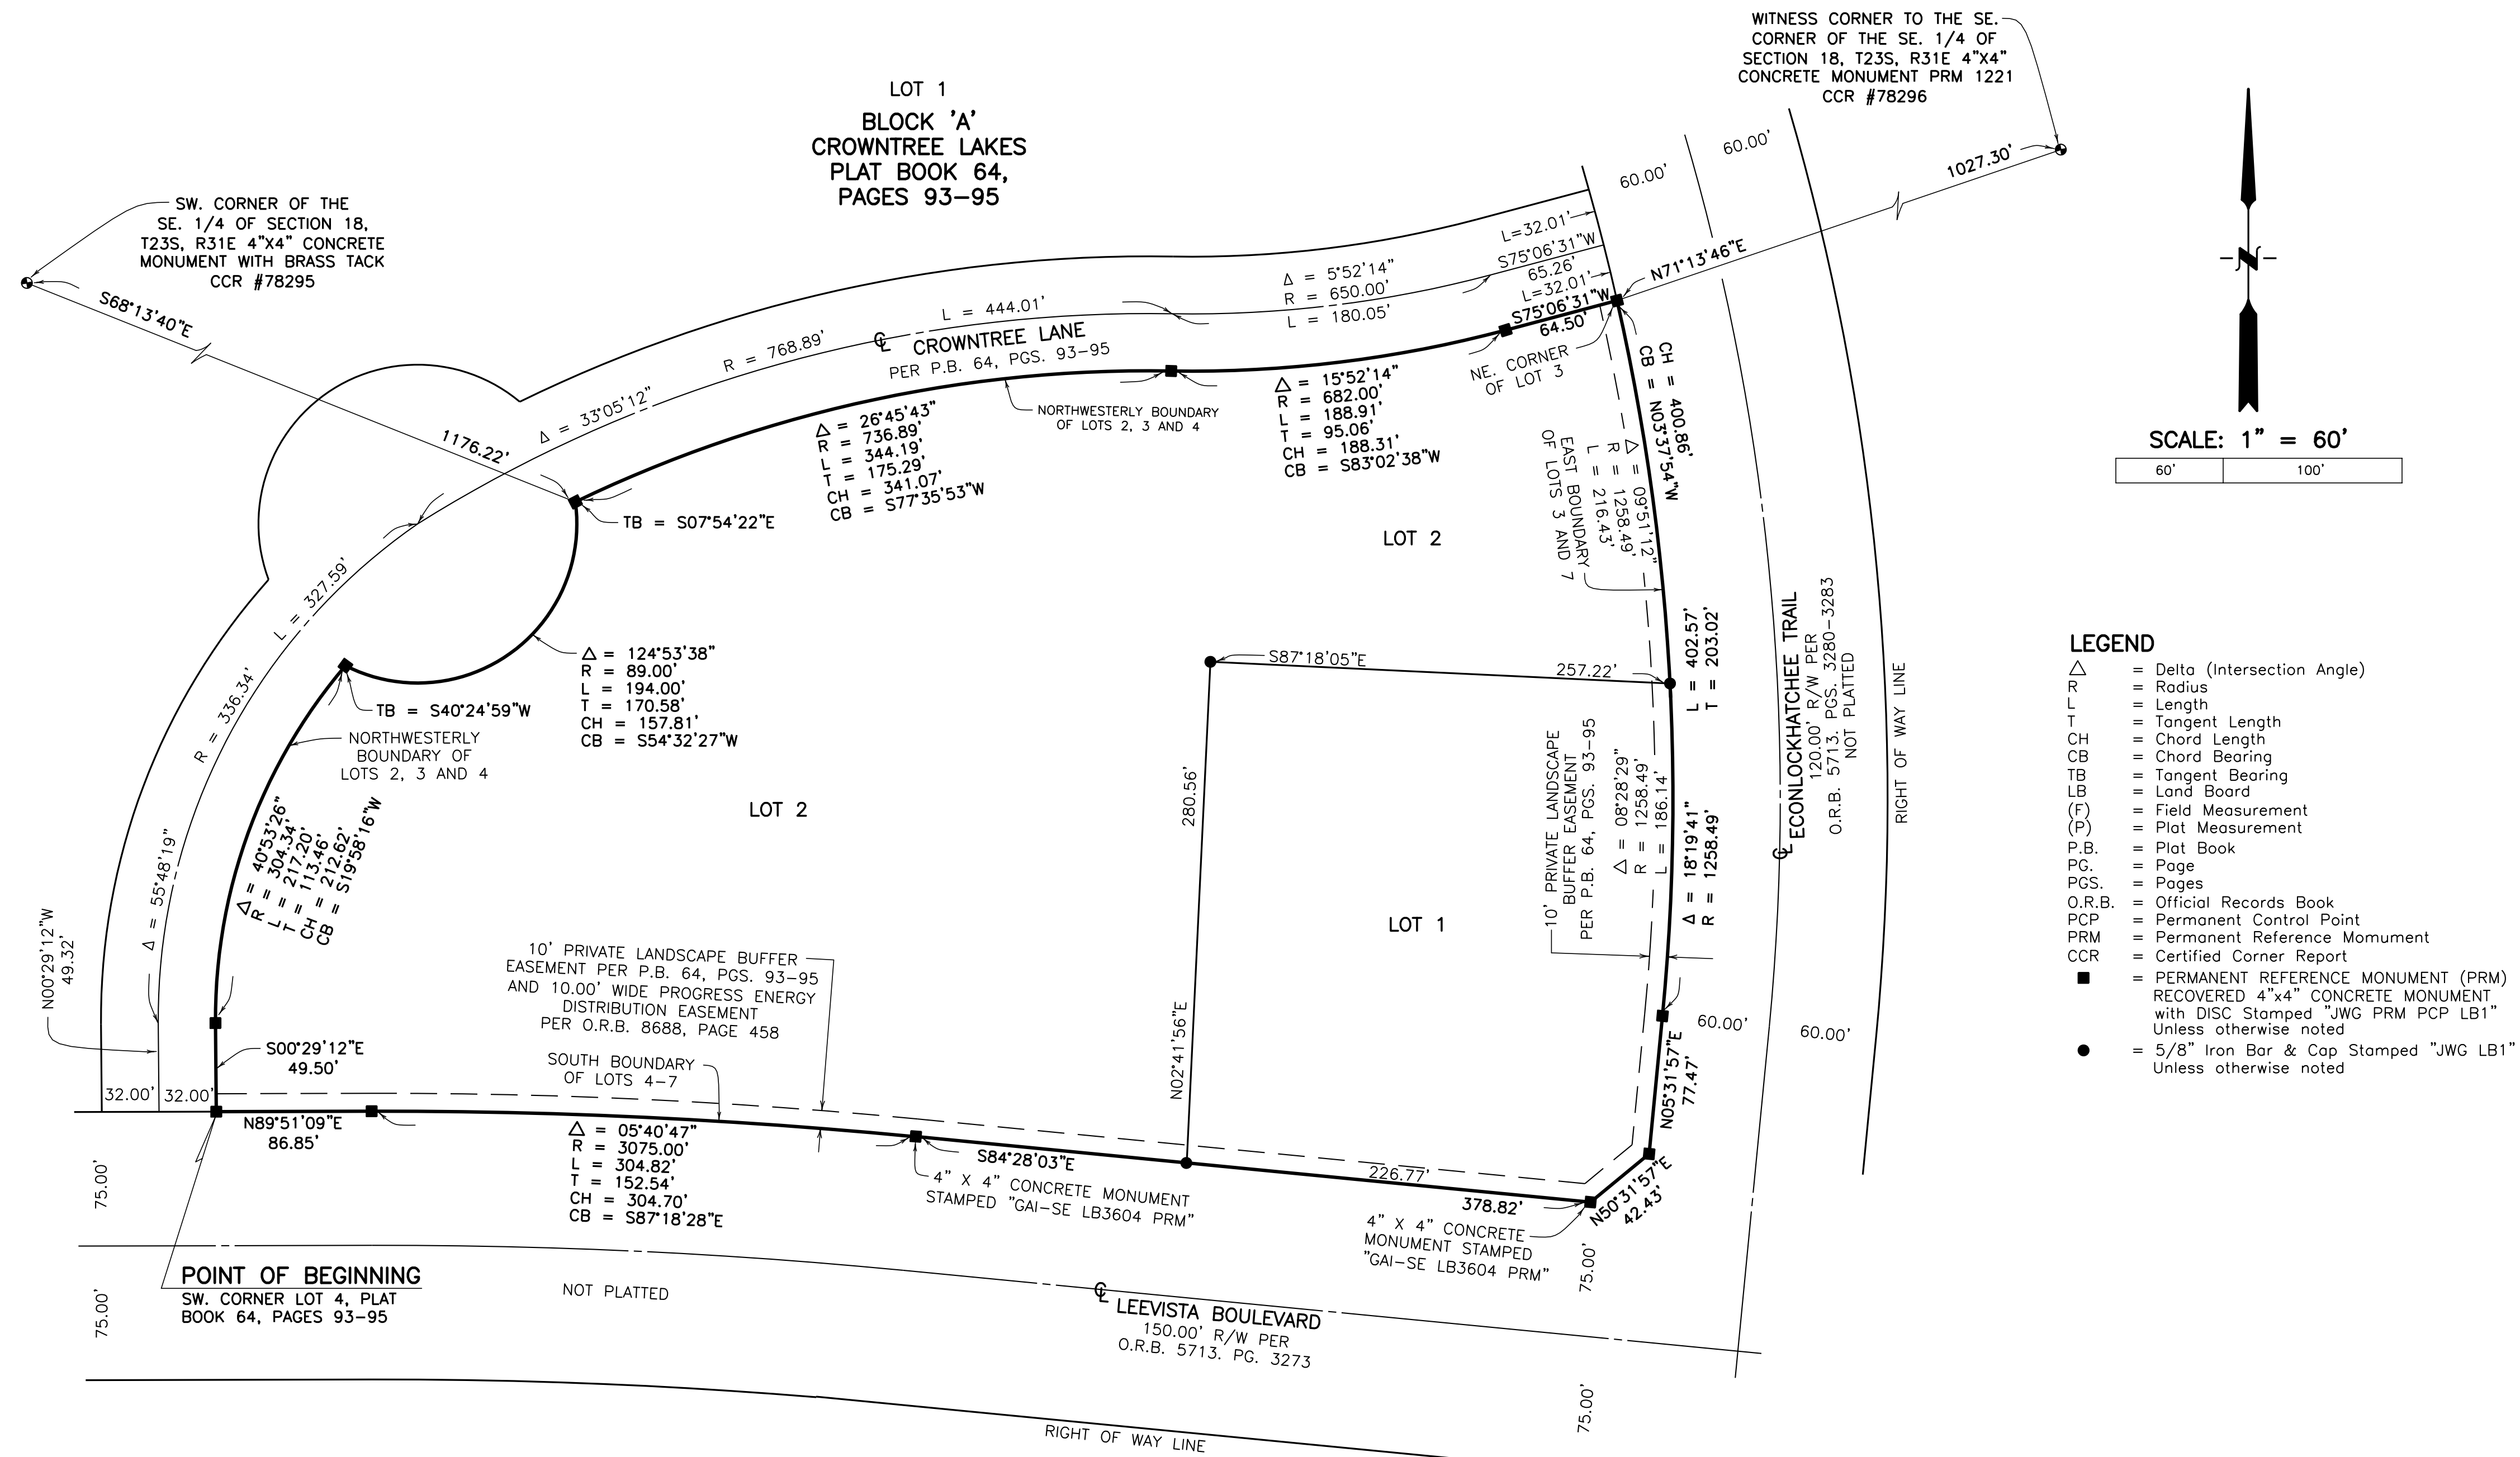 WITNESS CORNER TO THE SE.
CORNER OF THE SE. 1/4 OF
SECTION 18, T23S, R31E 4"X4"
CONCRETE MONUMENT PRM 1221
CCR #78296
LOT 1
BLOCK 'A'
CROWNTREE LAKES
PLAT BOOK 64,
PAGES 93-95
60.00'
60.00'
1027.30'
N71°13'46"E
SW. CORNER OF THE
SE. 1/4 OF SECTION 18,
T23S, R31E 4"X4" CONCRETE
MONUMENT WITH BRASS TACK
CCR #78295
S68°13'40"E
1176.22'
L=32.01'
S75°06'31"W
65.26'
L=32.01'
S75°06'31"W
64.50'
Δ = 5°52'14"
R = 650.00'
L = 180.05'
L = 444.01'
R = 768.89'
Δ = 33°05'12"
℄ CROWNTREE LANE
PER P.B. 64, PGS. 93-95
NE. CORNER
OF LOT 3
NORTHWESTERLY BOUNDARY
OF LOTS 2, 3 AND 4
Δ = 26°45'43"
R = 736.89'
L = 344.19'
T = 175.29'
CH = 341.07'
CB = S77°35'53"W
Δ = 15°52'14"
R = 682.00'
L = 188.91'
T = 95.06'
CH = 188.31'
CB = S83°02'38"W
CH = 400.86'
CB = N03°37'54"W
Δ = 09°51'12"
R = 1258.49'
L = 216.43'
EAST BOUNDARY
OF LOTS 3 AND 7
N
SCALE: 1" = 60'
60'
100'
TB = S07°54'22"E
LOT 2
L = 327.59'
R = 336.34'
Δ = 55°48'19"
Δ = 124°53'38"
R = 89.00'
L = 194.00'
T = 170.58'
CH = 157.81'
CB = S54°32'27"W
TB = S40°24'59"W
NORTHWESTERLY
BOUNDARY OF
LOTS 2, 3 AND 4
Δ = 40°53'26"
R = 304.34'
L = 217.20'
T = 113.46'
CH = 212.62'
CB = S19°58'16"W
LOT 2
S87°18'05"E
257.22'
280.56'
N02°41'56"E
LOT 1
L = 402.57'
T = 203.02'
Δ = 18°19'41"
R = 1258.49'
Δ = 08°28'29"
R = 1258.49'
L = 186.14'
10' PRIVATE LANDSCAPE
BUFFER EASEMENT
PER P.B. 64, PGS. 93-95
℄ ECONLOCKHATCHEE TRAIL
120.00' R/W PER
O.R.B. 5713. PGS. 3280-3283
NOT PLATTED
RIGHT OF WAY LINE
60.00'
60.00'
N05°31'57"E
77.47'
N50°31'57"E
42.43'
N00°29'12"W
49.32'
S00°29'12"E
49.50'
32.00'
32.00'
N89°51'09"E
86.85'
10' PRIVATE LANDSCAPE BUFFER
EASEMENT PER P.B. 64, PGS. 93-95
AND 10.00' WIDE PROGRESS ENERGY
DISTRIBUTION EASEMENT
PER O.R.B. 8688, PAGE 458
SOUTH BOUNDARY
OF LOTS 4-7
Δ = 05°40'47"
R = 3075.00'
L = 304.82'
T = 152.54'
CH = 304.70'
CB = S87°18'28"E
S84°28'03"E
4" X 4" CONCRETE MONUMENT
STAMPED "GAI-SE LB3604 PRM"
226.77'
378.82'
4" X 4" CONCRETE
MONUMENT STAMPED
"GAI-SE LB3604 PRM"
75.00'
75.00'
75.00'
75.00'
POINT OF BEGINNING
SW. CORNER LOT 4, PLAT
BOOK 64, PAGES 93-95
NOT PLATTED
℄ LEEVISTA BOULEVARD
150.00' R/W PER
O.R.B. 5713. PG. 3273
RIGHT OF WAY LINE
LEGEND
△ = Delta (Intersection Angle)
R = Radius
L = Length
T = Tangent Length
CH = Chord Length
CB = Chord Bearing
TB = Tangent Bearing
LB = Land Board
(F) = Field Measurement
(P) = Plat Measurement
P.B. = Plat Book
PG. = Page
PGS. = Pages
O.R.B. = Official Records Book
PCP = Permanent Control Point
PRM = Permanent Reference Momument
CCR = Certified Corner Report
■ = PERMANENT REFERENCE MONUMENT (PRM)
RECOVERED 4"x4" CONCRETE MONUMENT
with DISC Stamped "JWG PRM PCP LB1"
Unless otherwise noted
● = 5/8" Iron Bar & Cap Stamped "JWG LB1"
Unless otherwise noted